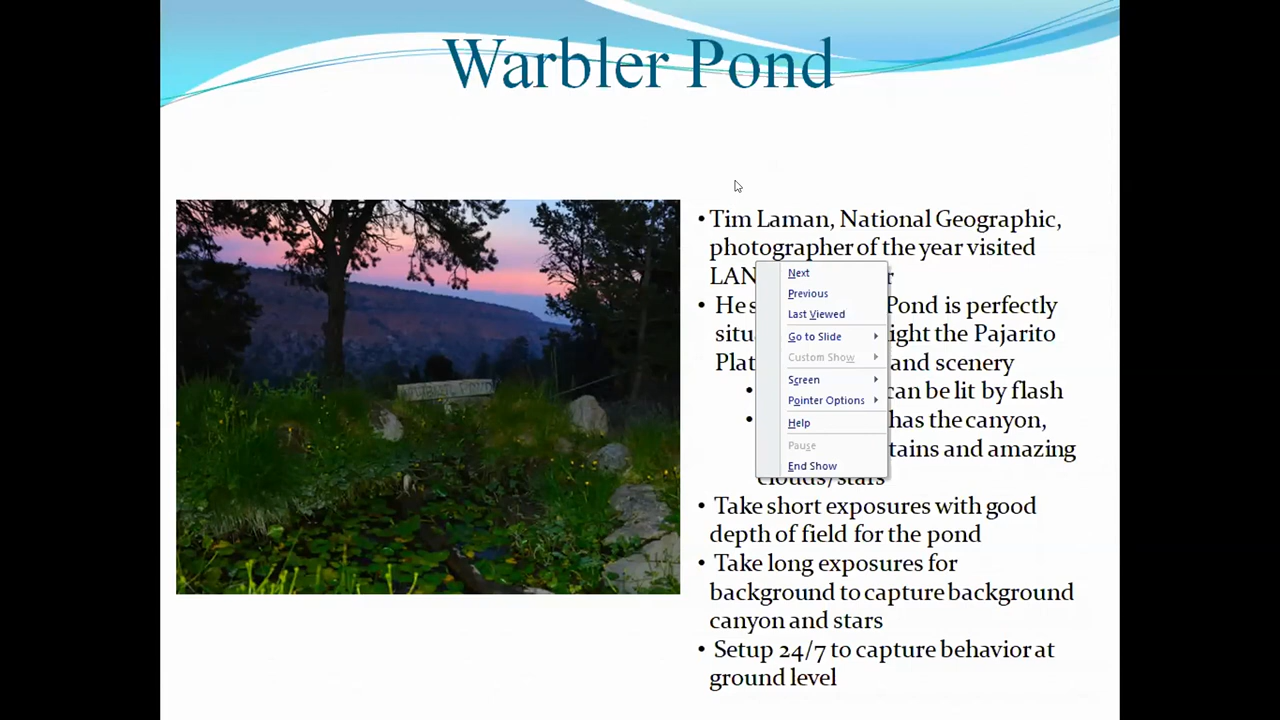 Warbler Pond
• Tim Laman, National Geographic,
photographer of the year visited
LAN
• He Pond is perfectly
ight the Pajarito
Plat and scenery
• can be lit by flash
• has the canyon,
tains and amazing
clouds/stars
• Take short exposures with good
depth of field for the pond
• Take long exposures for
background to capture background
canyon and stars
• Setup 24/7 to capture behavior at
ground level
Next
Previous
Last Viewed
Go to Slide
Custom Show
Screen
Pointer Options
Help
Pause
End Show